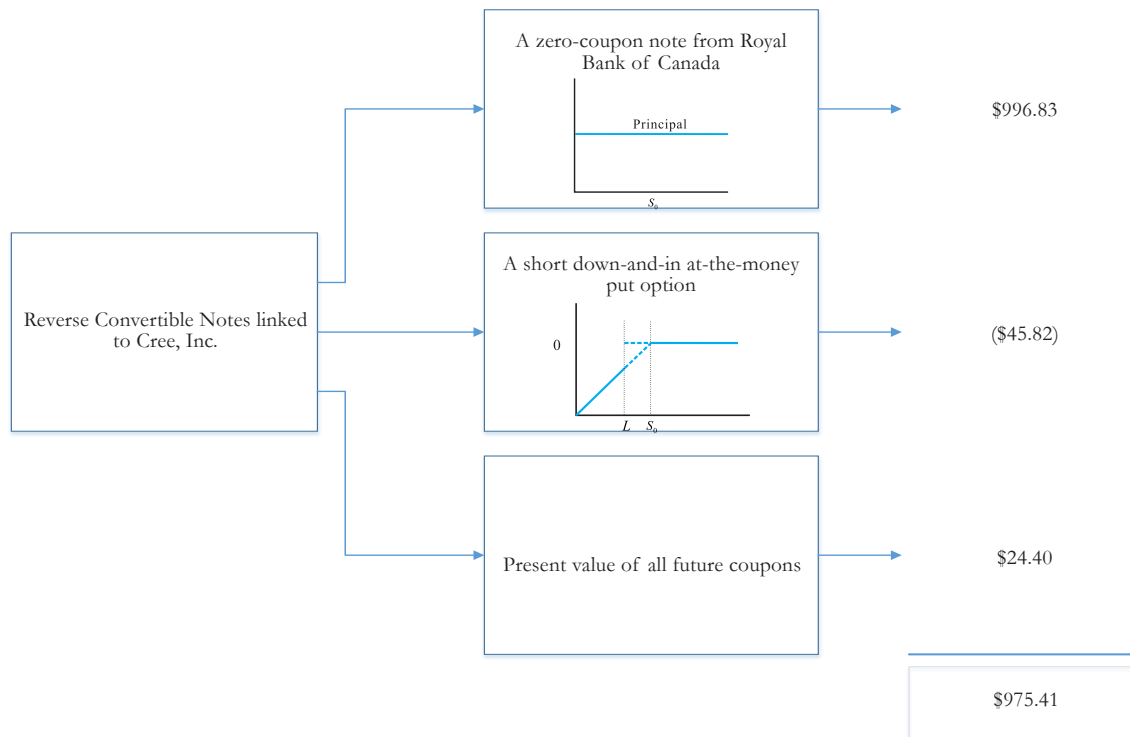 A zero-coupon note from Royal
Bank of Canada
Principal
S₀
$996.83
Reverse Convertible Notes linked
to Cree, Inc.
A short down-and-in at-the-money
put option
0
L S₀
($45.82)
Present value of all future coupons
$24.40
$975.41